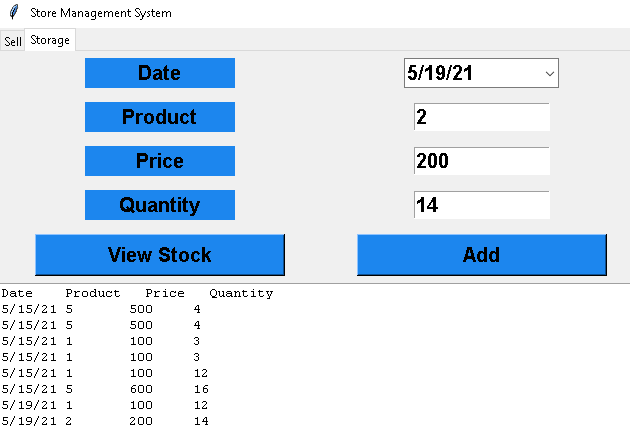 Store Management System
Sell Storage
Date 5/19/21
Product 2
Price 200
Quantity 14
View Stock Add
Date Product Price Quantity
5/15/21 5 500 4
5/15/21 5 500 4
5/15/21 1 100 3
5/15/21 1 100 3
5/15/21 1 100 12
5/15/21 5 600 16
5/19/21 1 100 12
5/19/21 2 200 14